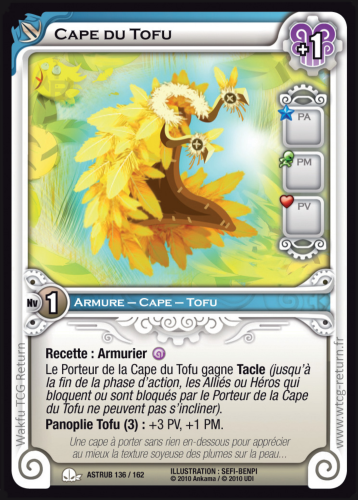 Cape du Tofu
+1
PA
PM
PV
Nv 1
Armure – Cape – Tofu
Recette : Armurier
Le Porteur de la Cape du Tofu gagne Tacle (jusqu'à
la fin de la phase d'action, les Alliés ou Héros qui
bloquent ou sont bloqués par le Porteur de la Cape
du Tofu ne peuvent pas s'incliner).
Panoplie Tofu (3) : +3 PV, +1 PM.
Une cape à porter sans rien en-dessous pour apprécier
au mieux la texture soyeuse des plumes sur la peau...
ASTRUB 136 / 162
ILLUSTRATION : SEFI-BENPI
© 2010 Ankama / © 2010 UDI
Wakfu TCG Return
www.wtcg-return.fr